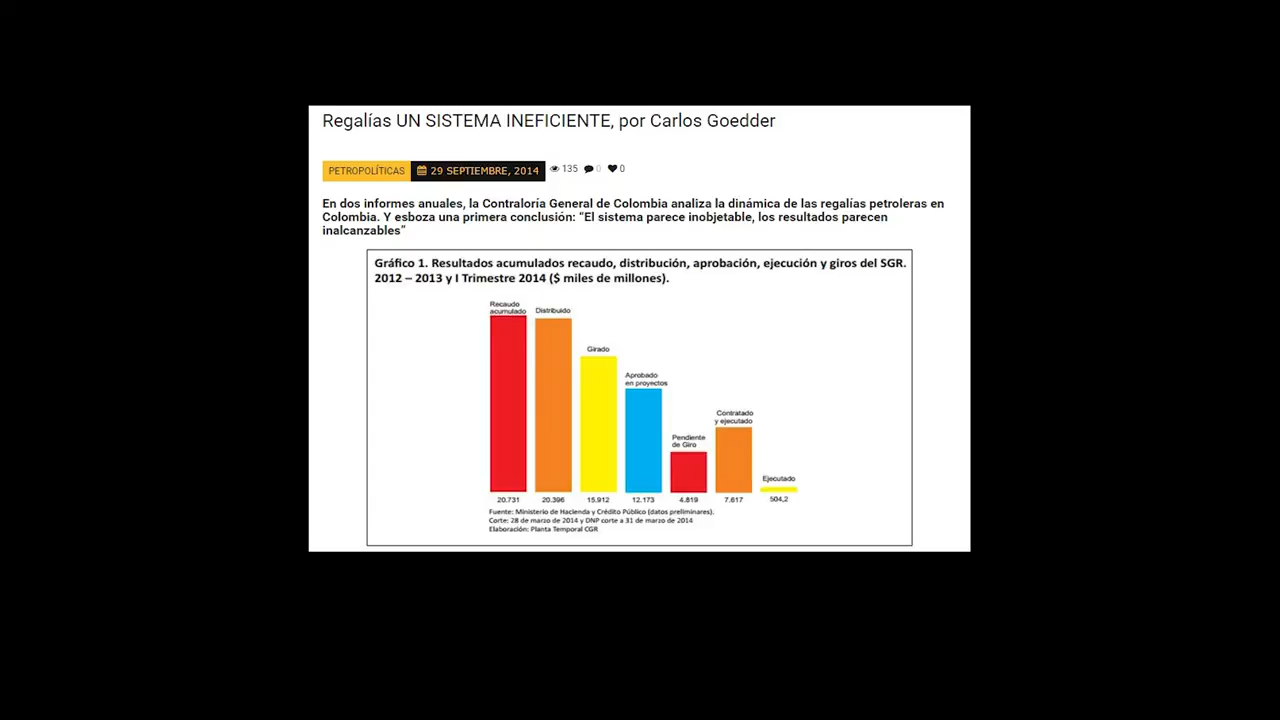 Regalías UN SISTEMA INEFICIENTE, por Carlos Goedder
PETROPOLÍTICAS 29 SEPTIEMBRE, 2014 135 0 0
En dos informes anuales, la Contraloría General de Colombia analiza la dinámica de las regalías petroleras en
Colombia. Y esboza una primera conclusión: “El sistema parece inobjetable, los resultados parecen
inalcanzables”
Gráfico 1. Resultados acumulados recaudo, distribución, aprobación, ejecución y giros del SGR.
2012 – 2013 y I Trimestre 2014 ($ miles de millones).
Recaudo
acumulado
Distribuido
Girado
Aprobado
en proyectos
Pendiente
de Giro
Contratado
y ejecutado
Ejecutado
20.731 20.396 15.912 12.173 4.819 7.617 504,2
Fuente: Ministerio de Hacienda y Crédito Público (datos preliminares).
Corte: 28 de marzo de 2014 y DNP corte a 31 de marzo de 2014
Elaboración: Planta Temporal CGR